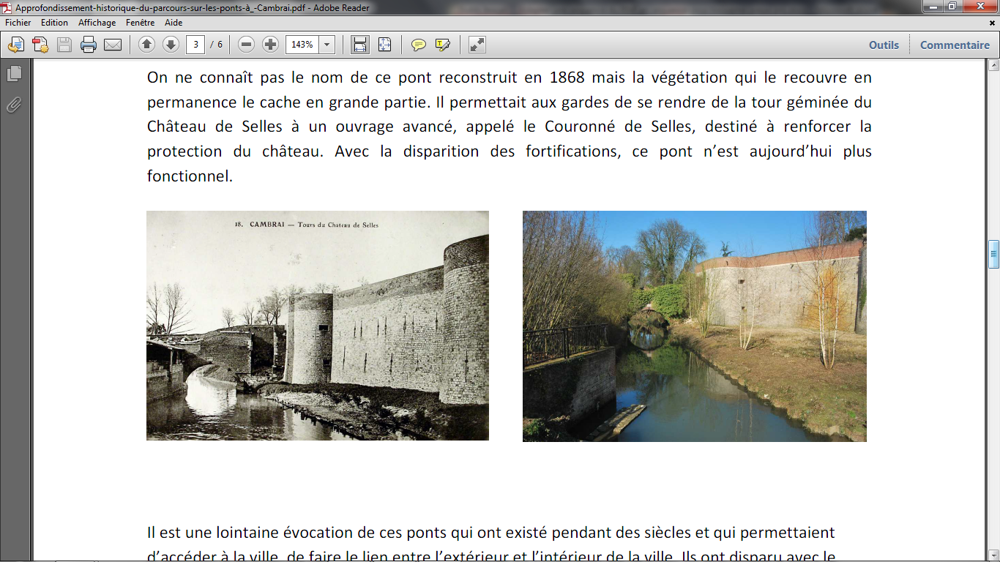 Approfondissement-historique-du-parcours-sur-les-ponts-à_-Cambrai.pdf - Adobe Reader
Fichier Edition Affichage Fenêtre Aide
3 / 6 143% Outils Commentaire
On ne connaît pas le nom de ce pont reconstruit en 1868 mais la végétation qui le recouvre en
permanence le cache en grande partie. Il permettait aux gardes de se rendre de la tour géminée du
Château de Selles à un ouvrage avancé, appelé le Couronné de Selles, destiné à renforcer la
protection du château. Avec la disparition des fortifications, ce pont n’est aujourd’hui plus
fonctionnel.
18. CAMBRAI — Tours du Chateau de Selles
Il est une lointaine évocation de ces ponts qui ont existé pendant des siècles et qui permettaient
d’accéder à la ville, de faire le lien entre l’extérieur et l’intérieur de la ville. Ils ont disparu avec le